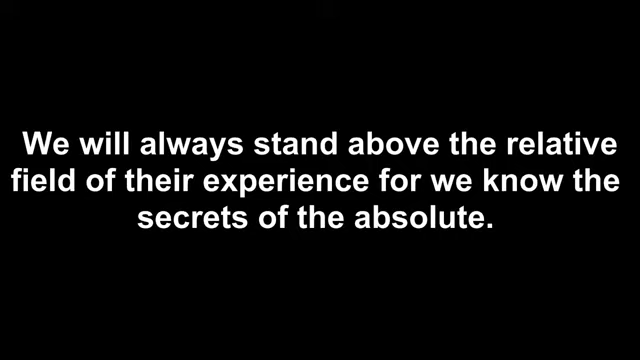 We will always stand above the relative
field of their experience for we know the
secrets of the absolute.